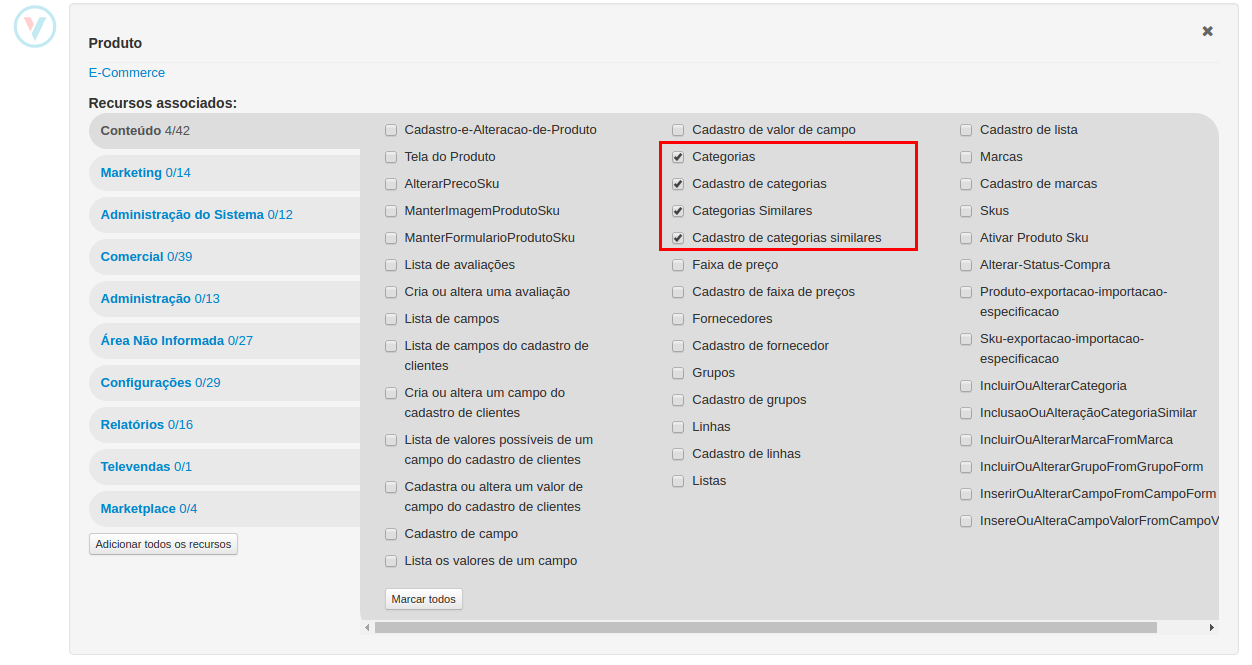 Produto
E-Commerce
Recursos associados:
Conteúdo 4/42
Marketing 0/14
Administração do Sistema 0/12
Comercial 0/39
Administração 0/13
Área Não Informada 0/27
Configurações 0/29
Relatórios 0/16
Televendas 0/1
Marketplace 0/4
Adicionar todos os recursos
Cadastro-e-Alteracao-de-Produto
Tela do Produto
AlterarPrecoSku
ManterImagemProdutoSku
ManterFormularioProdutoSku
Lista de avaliações
Cria ou altera uma avaliação
Lista de campos
Lista de campos do cadastro de
clientes
Cria ou altera um campo do
cadastro de clientes
Lista de valores possíveis de um
campo do cadastro de clientes
Cadastra ou altera um valor de
campo do cadastro de clientes
Cadastro de campo
Lista os valores de um campo
Marcar todos
Cadastro de valor de campo
Categorias
Cadastro de categorias
Categorias Similares
Cadastro de categorias similares
Faixa de preço
Cadastro de faixa de preços
Fornecedores
Cadastro de fornecedor
Grupos
Cadastro de grupos
Linhas
Cadastro de linhas
Listas
Cadastro de lista
Marcas
Cadastro de marcas
Skus
Ativar Produto Sku
Alterar-Status-Compra
Produto-exportacao-importacao-
especificacao
Sku-exportacao-importacao-
especificacao
IncluirOuAlterarCategoria
InclusaoOuAlteraçãoCategoriaSimilar
IncluirOuAlterarMarcaFromMarca
IncluirOuAlterarGrupoFromGrupoForm
InserirOuAlterarCampoFromCampoForm
InsereOuAlteraCampoValorFromCampoV